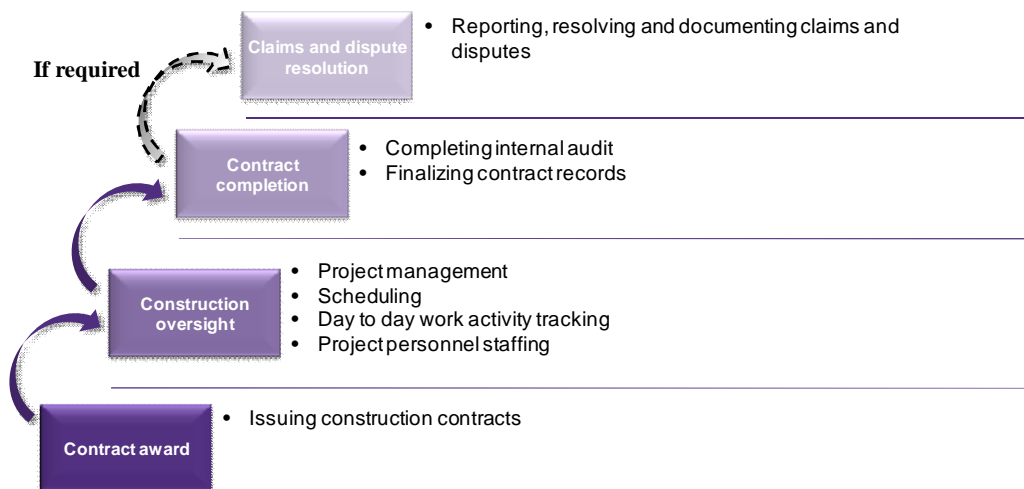 Claims and dispute
resolution
• Reporting, resolving and documenting claims and
disputes
If required
Contract
completion
• Completing internal audit
• Finalizing contract records
Construction
oversight
• Project management
• Scheduling
• Day to day work activity tracking
• Project personnel staffing
Contract award
• Issuing construction contracts